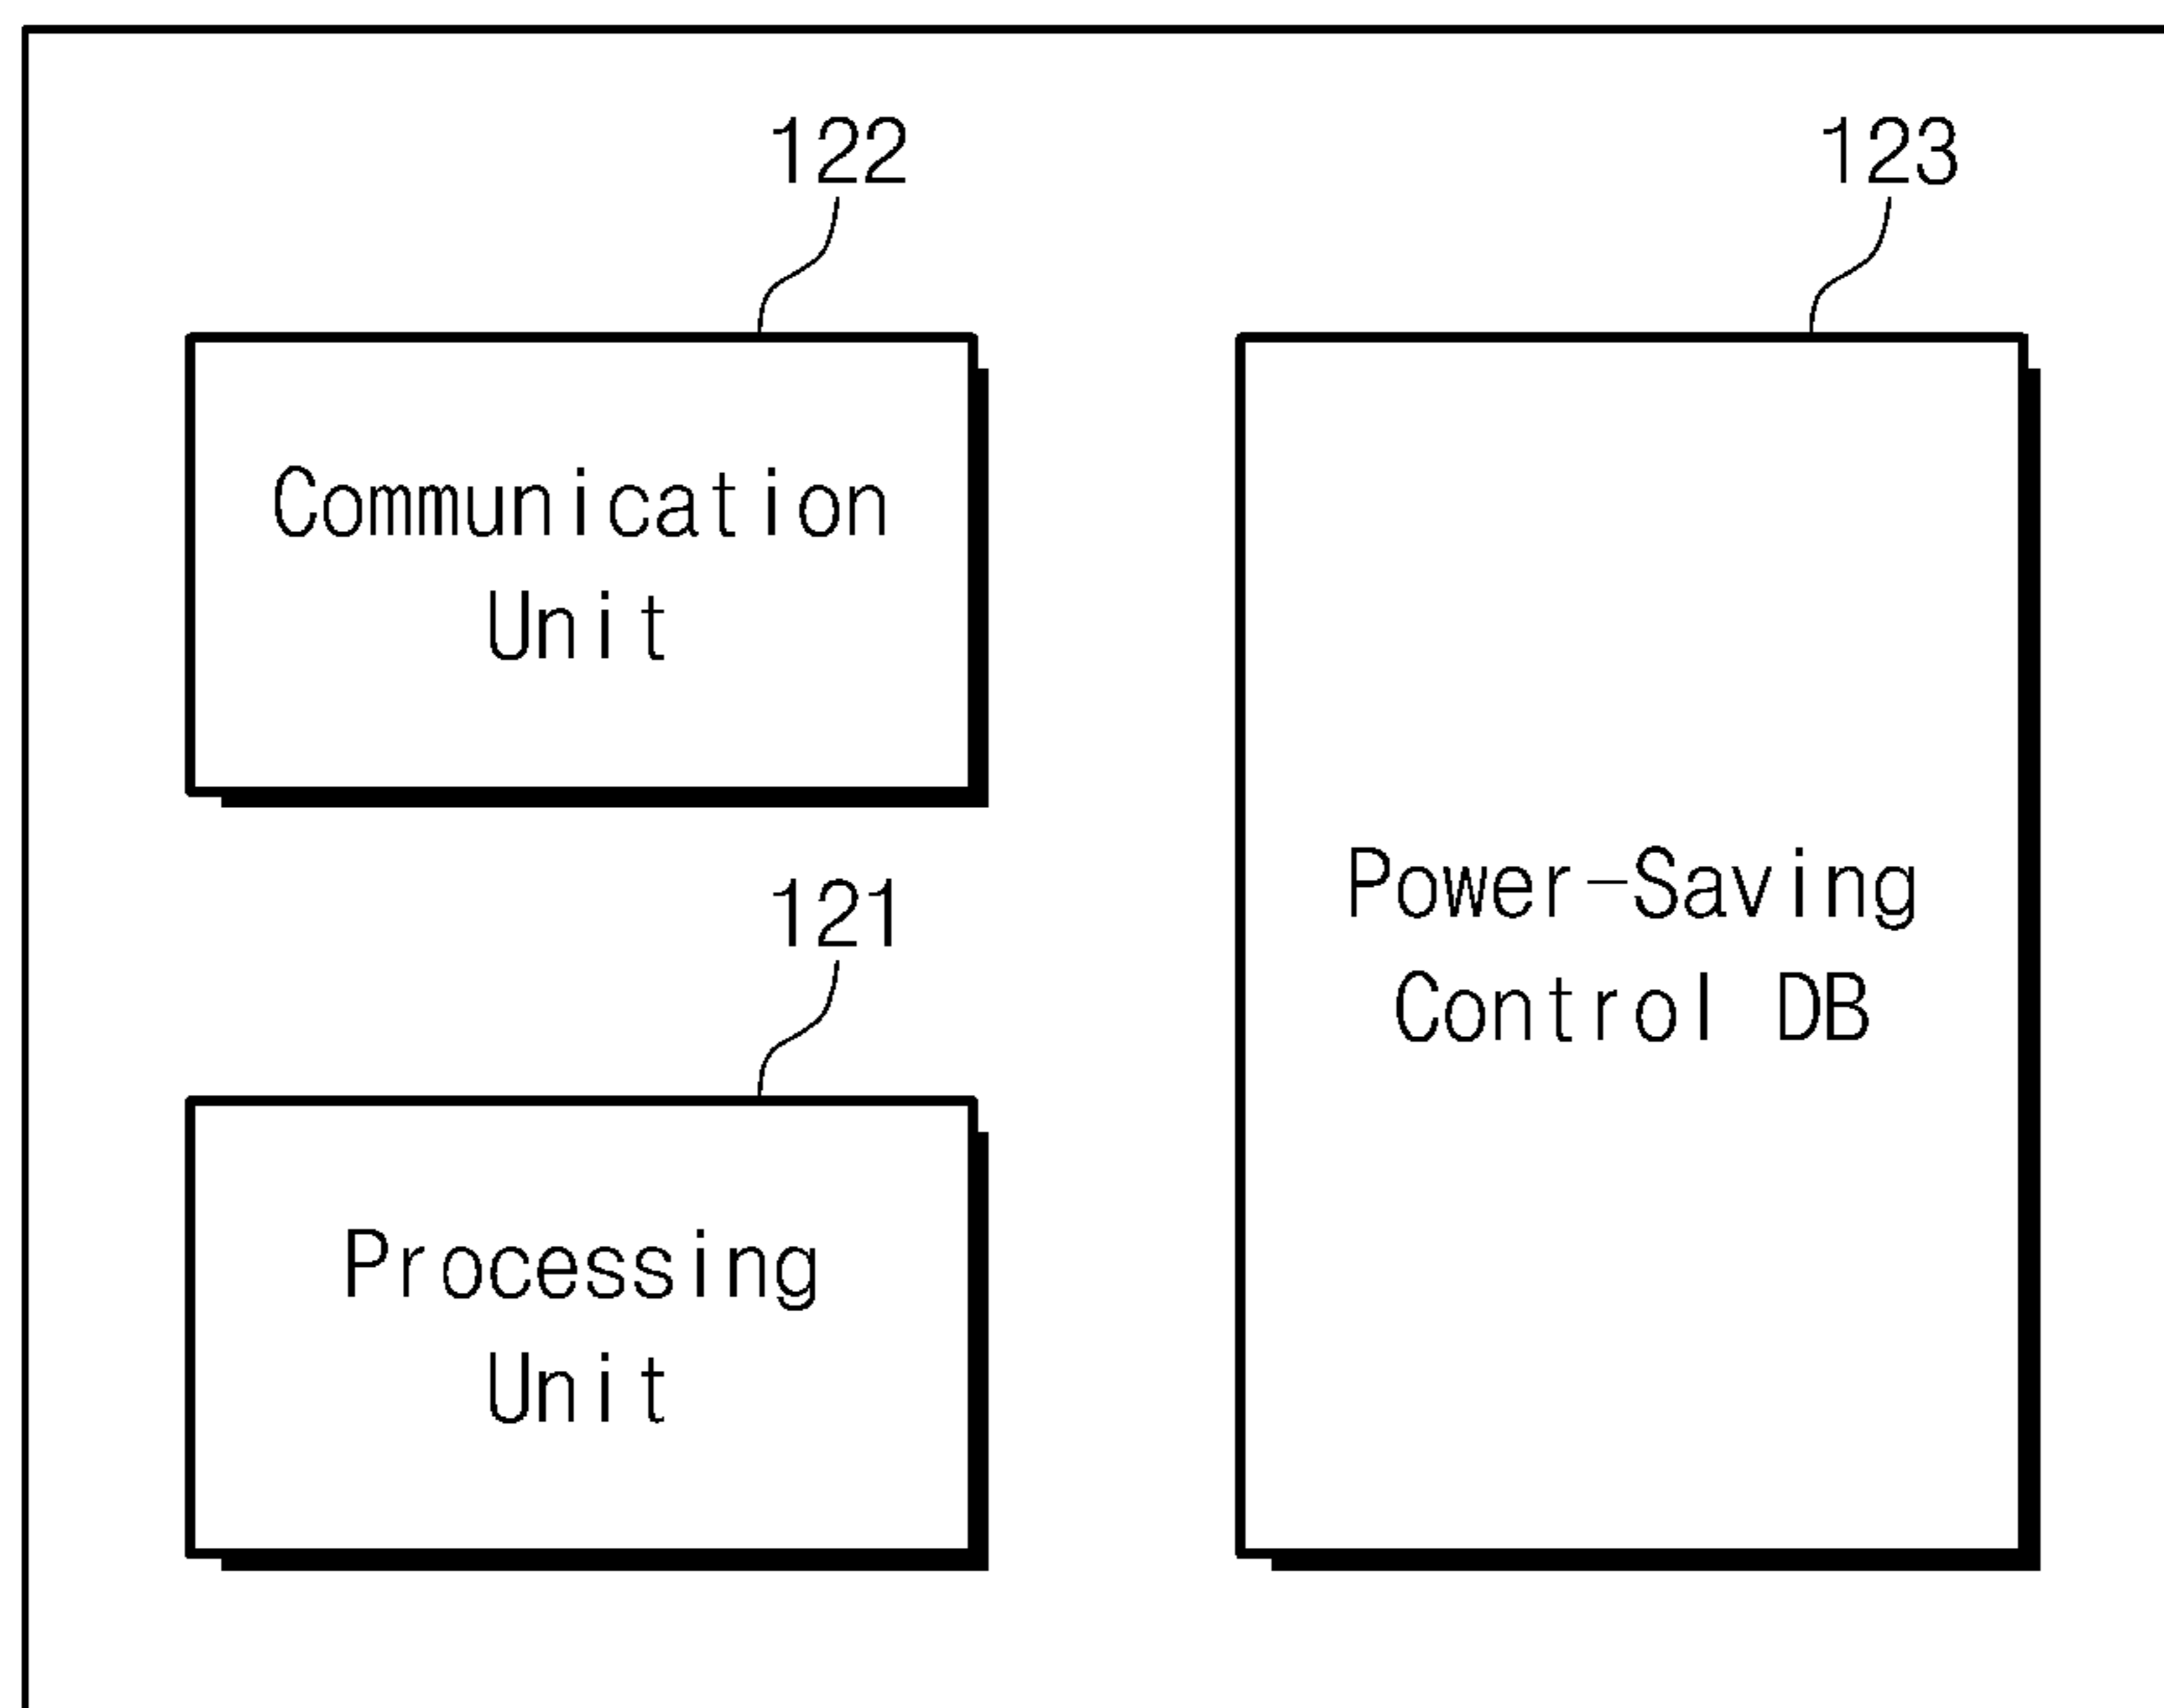 122
Communication
Unit
121
Processing
Unit
123
Power-Saving
Control DB